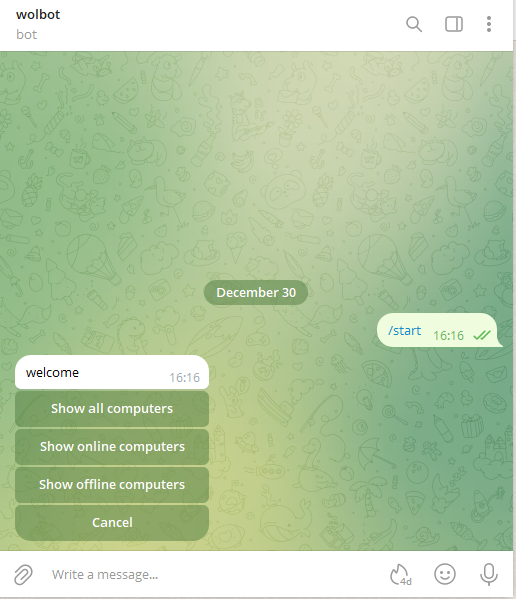 wolbot
bot
December 30
/start 16:16
welcome 16:16
Show all computers
Show online computers
Show offline computers
Cancel
Write a message...
4d